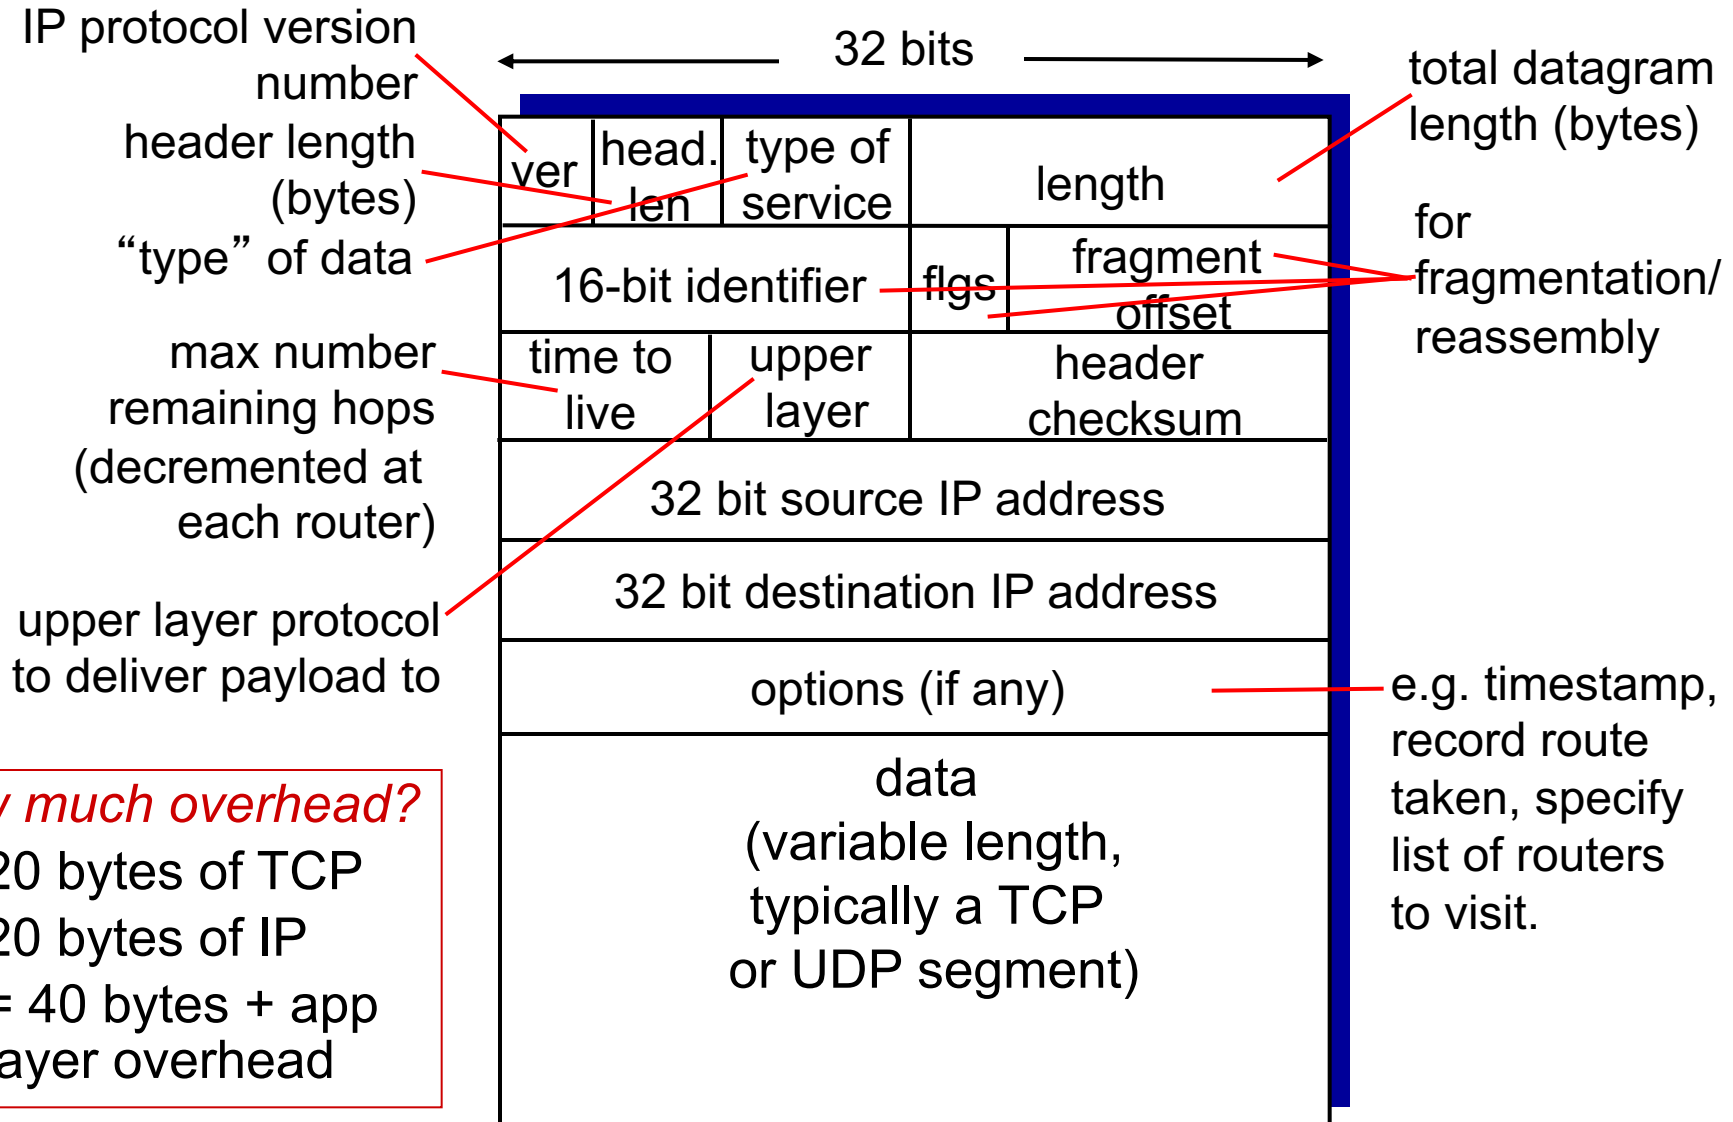 IP protocol version
number
header length
(bytes)
“type” of data
max number
remaining hops
(decremented at
each router)
upper layer protocol
to deliver payload to
32 bits
ver
head.
len
type of
service
length
16-bit identifier
flgs
fragment
offset
time to
live
upper
layer
header
checksum
32 bit source IP address
32 bit destination IP address
options (if any)
data
(variable length,
typically a TCP
or UDP segment)
total datagram
length (bytes)
for
fragmentation/
reassembly
e.g. timestamp,
record route
taken, specify
list of routers
to visit.
much overhead?
20 bytes of TCP
20 bytes of IP
= 40 bytes + app
ayer overhead